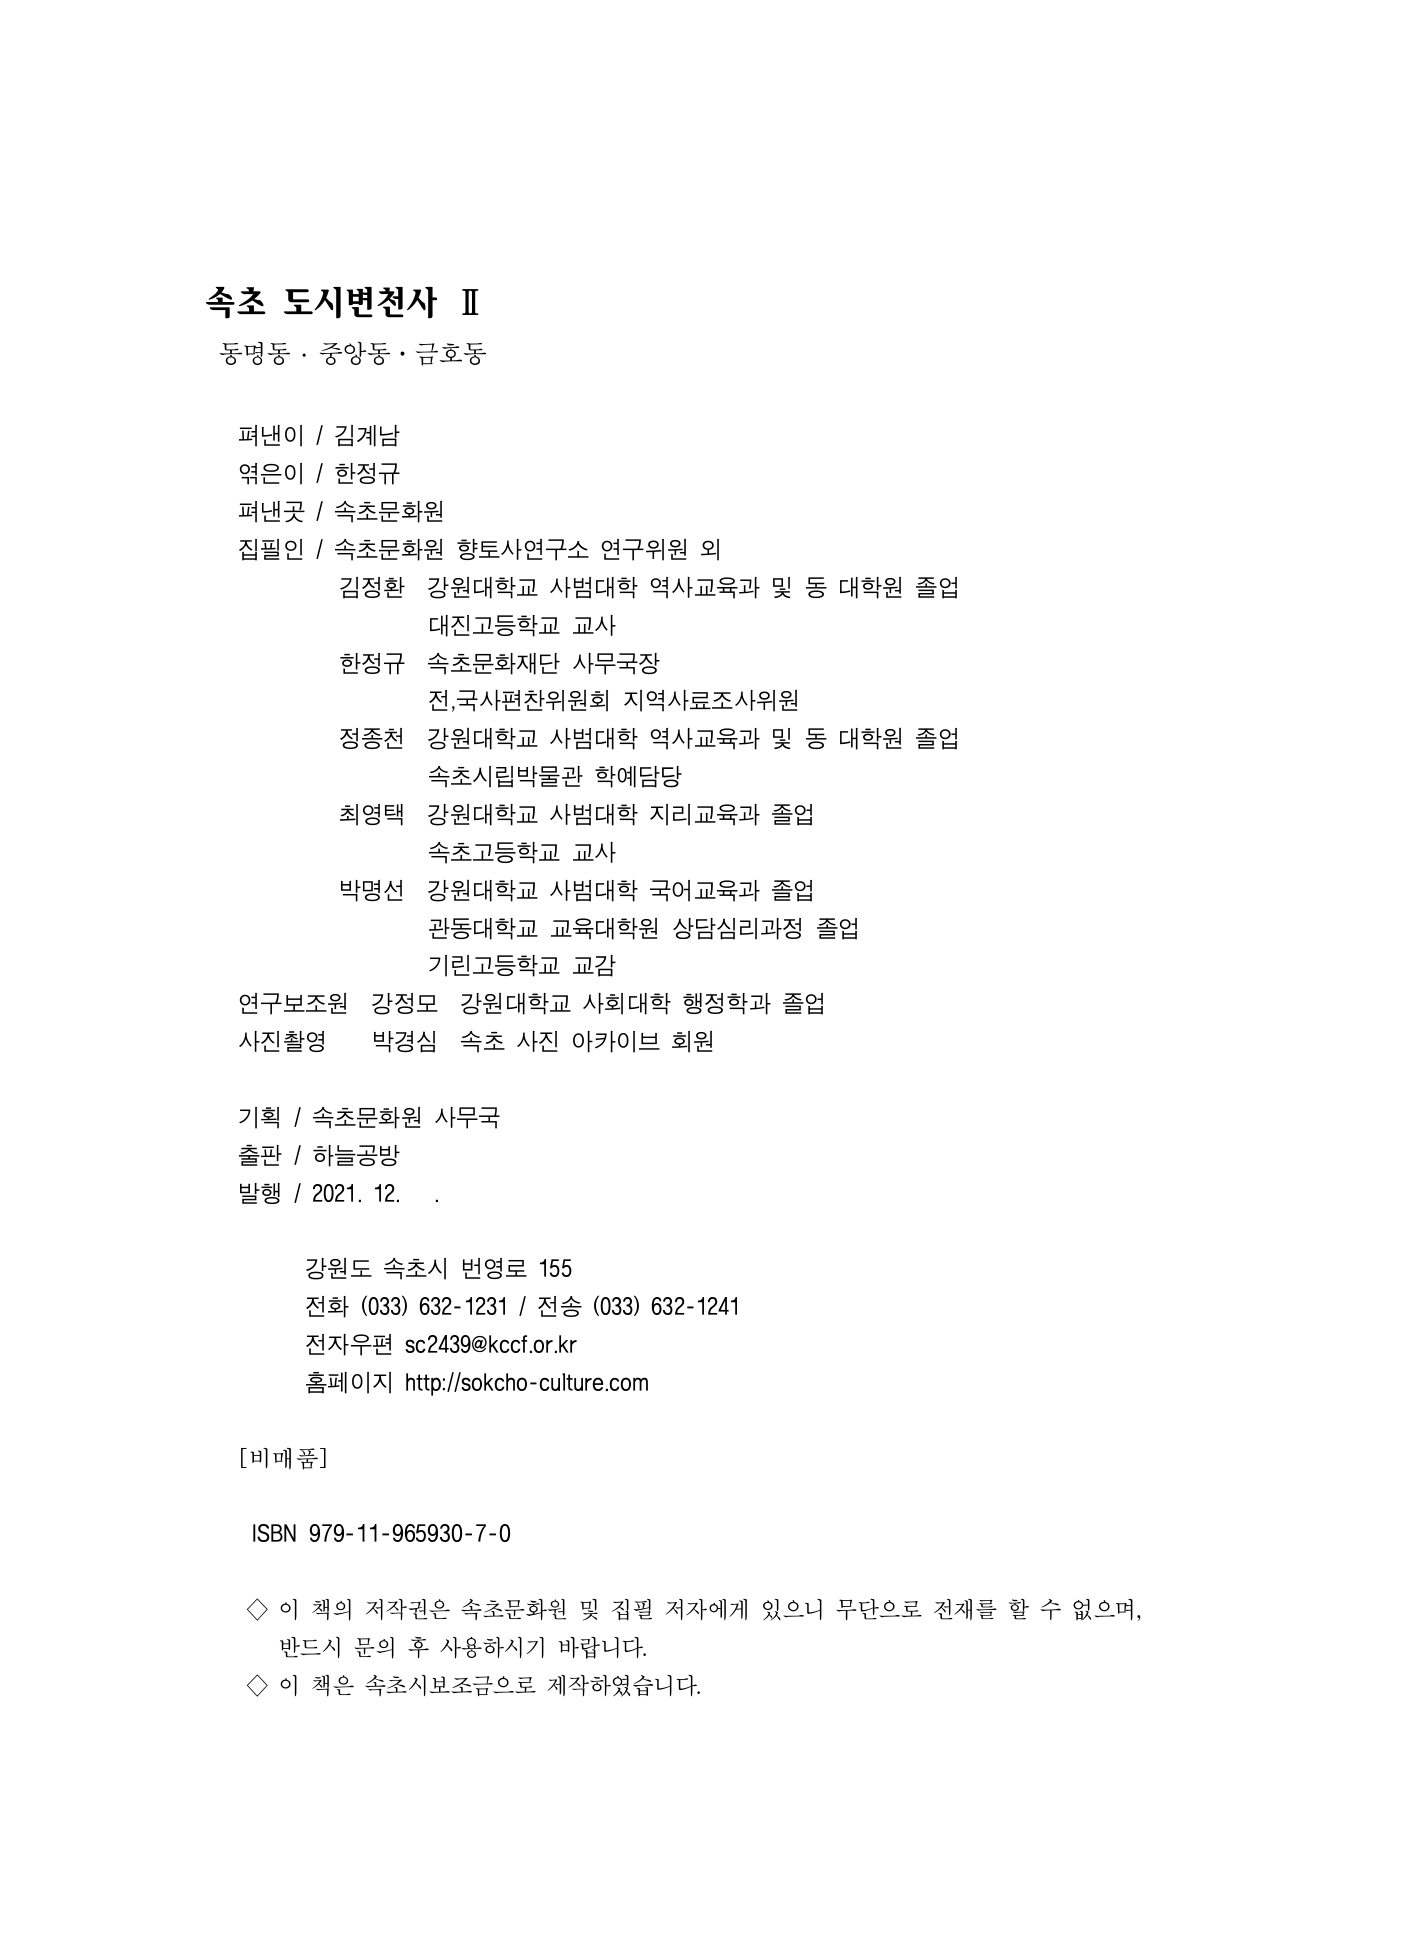 속초 도시변천사 Ⅱ
동명동 . 중앙동·금호동
펴낸이 / 김계남
엮은이 / 한정규
펴낸곳 / 속초문화원
집필인 / 속초문화원 향토사연구소 연구위원 외
김정환 강원대학교 사범대학 역사교육과 및 동 대학원 졸업
대진고등학교 교사
한정규 속초문화재단 사무국장
전,국사편찬위원회 지역사료조사위원
정종천 강원대학교 사범대학 역사교육과 및 동 대학원 졸업
속초시립박물관 학예담당
최영택 강원대학교 사범대학 지리교육과 졸업
속초고등학교 교사
박명선 강원대학교 사범대학 국어교육과 졸업
관동대학교 교육대학원 상담심리과정 졸업
기린고등학교 교감
연구보조원 강정모 강원대학교 사회대학 행정학과 졸업
사진촬영 박경심 속초 사진 아카이브 회원
기획 / 속초문화원 사무국
출판 / 하늘공방
발행 / 2021. 12. .
강원도 속초시 번영로 155
전화 (033) 632-1231 / 전송 (033) 632-1241
전자우편 sc2439@kccf.or.kr
홈페이지 http://sokcho-culture.com
[비매품]
ISBN 979-11-965930-7-0
◇ 이 책의 저작권은 속초문화원 및 집필 저자에게 있으니 무단으로 전재를 할 수 없으며,
반드시 문의 후 사용하시기 바랍니다.
◇ 이 책은 속초시보조금으로 제작하였습니다.